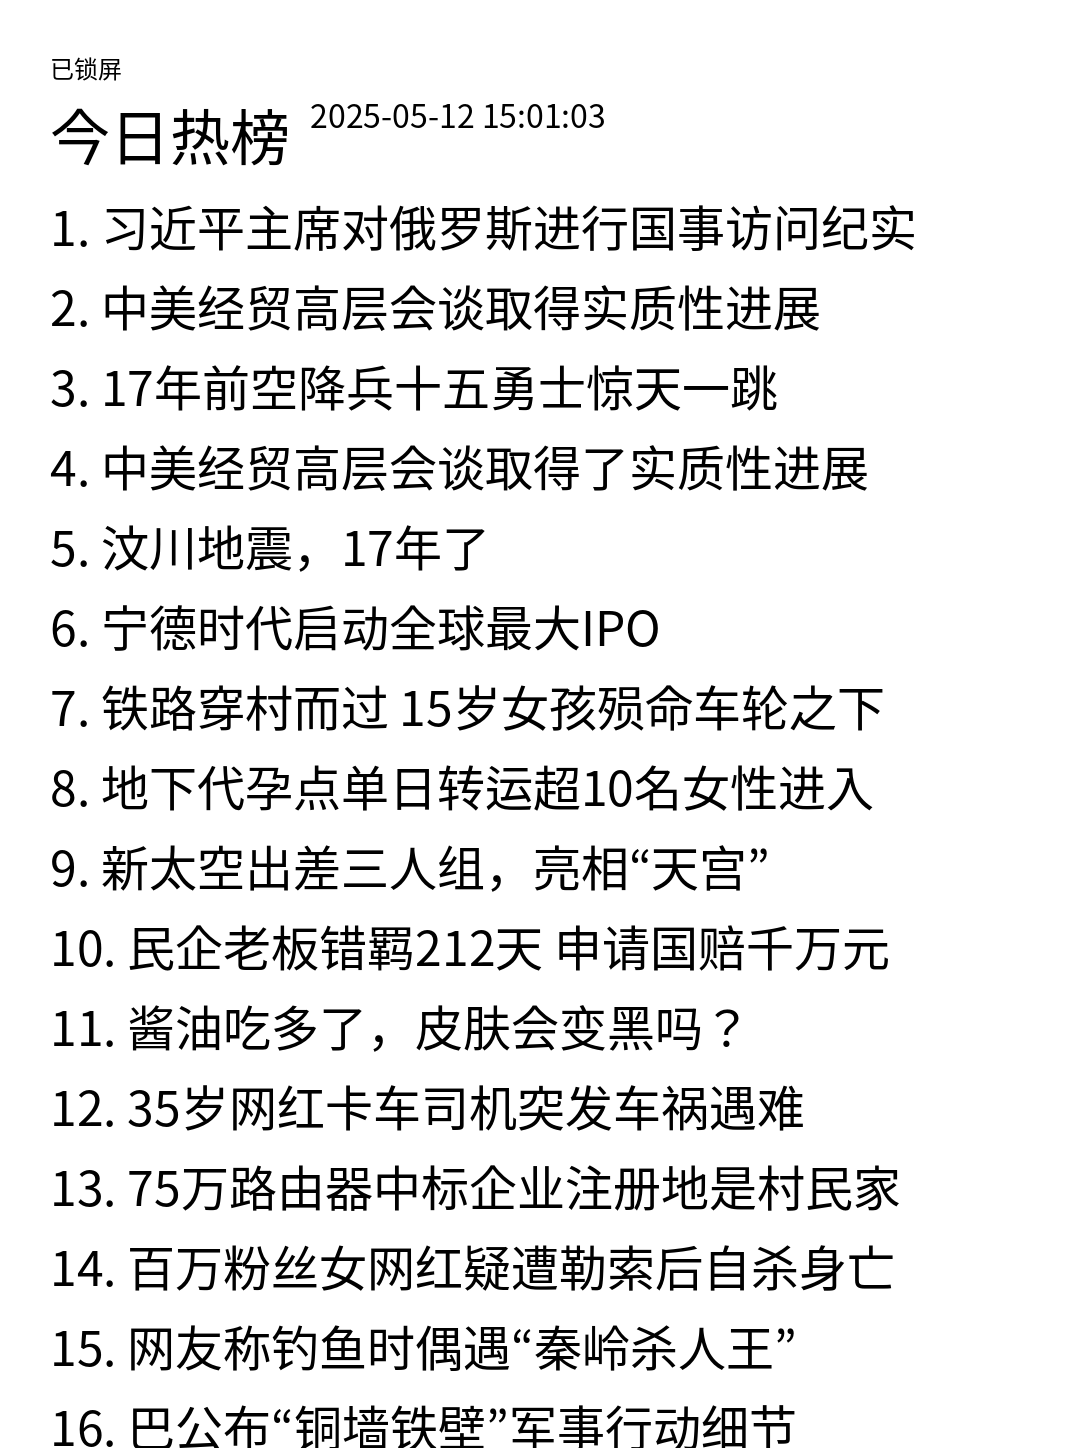 已锁屏
今日热榜 2025-05-12 15:01:03
1. 习近平主席对俄罗斯进行国事访问纪实
2. 中美经贸高层会谈取得实质性进展
3. 17年前空降兵十五勇士惊天一跳
4. 中美经贸高层会谈取得了实质性进展
5. 汶川地震，17年了
6. 宁德时代启动全球最大IPO
7. 铁路穿村而过 15岁女孩殒命车轮之下
8. 地下代孕点单日转运超10名女性进入
9. 新太空出差三人组，亮相“天宫”
10. 民企老板错羁212天 申请国赔千万元
11. 酱油吃多了，皮肤会变黑吗？
12. 35岁网红卡车司机突发车祸遇难
13. 75万路由器中标企业注册地是村民家
14. 百万粉丝女网红疑遭勒索后自杀身亡
15. 网友称钓鱼时偶遇“秦岭杀人王”
16. 巴公布“铜墙铁壁”军事行动细节